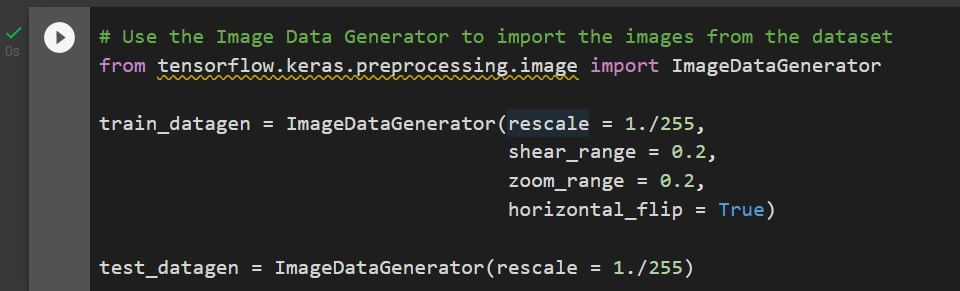 # Use the Image Data Generator to import the images from the dataset
from tensorflow.keras.preprocessing.image import ImageDataGenerator
train_datagen = ImageDataGenerator(rescale = 1./255,
shear_range = 0.2,
zoom_range = 0.2,
horizontal_flip = True)
test_datagen = ImageDataGenerator(rescale = 1./255)
0s